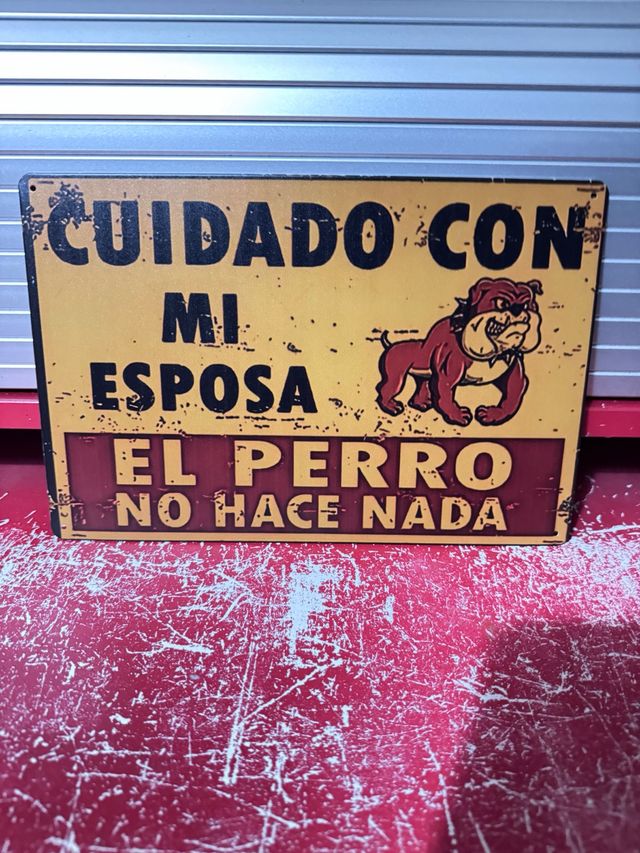 CUIDADO CON
MI
ESPOSA
EL PERRO
NO HACE NADA